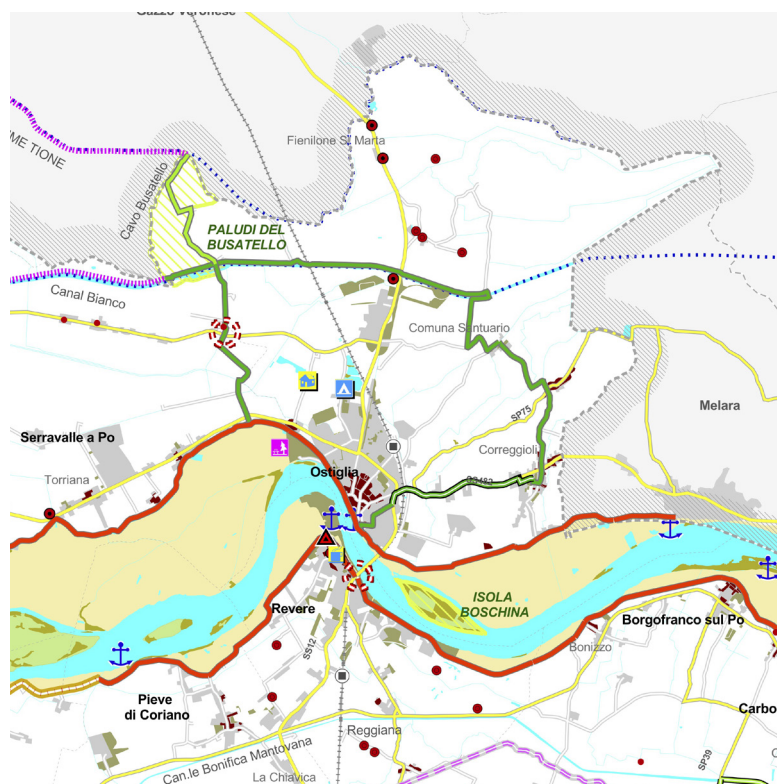 Gazzo Veronese
Fienilone S. Marta
ME TIONE
Cavo Busatello
PALUDI DEL
BUSATELLO
Canal Bianco
Comuna Santuario
Melara
SP75
Serravalle a Po
Correggioli
Ostiglia
Torriana
SS482
ISOLA
BOSCHINA
Revere
Borgofranco sul Po
SS12
Bonizzo
Pieve
di Coriano
Carbo
Reggiana
SP39
Can.le Bonifica Mantovana
C
La Chiavica